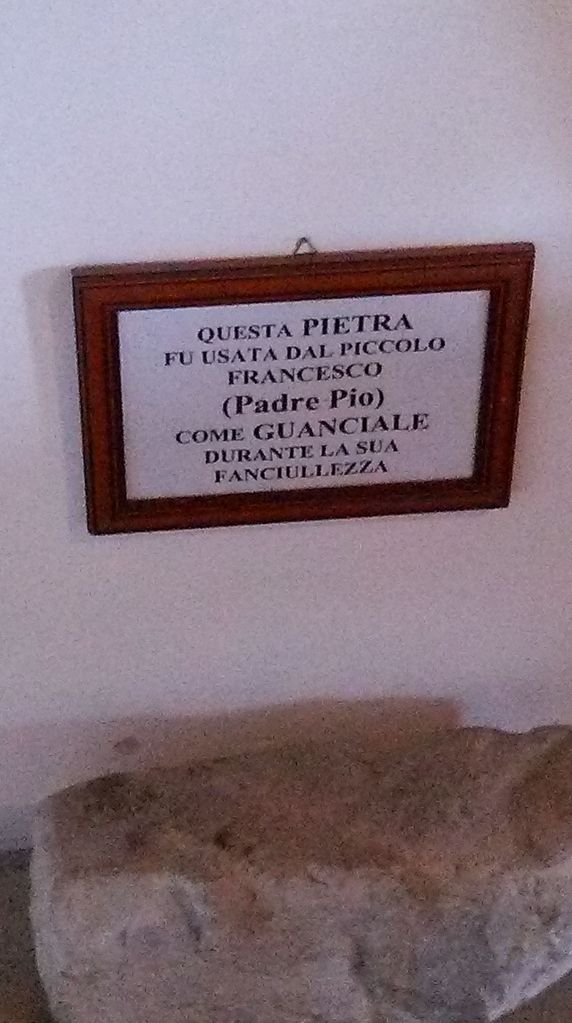 QUESTA PIETRA
FU USATA DAL PICCOLO
FRANCESCO
(Padre Pio)
COME GUANCIALE
DURANTE LA SUA
FANCIULLEZZA